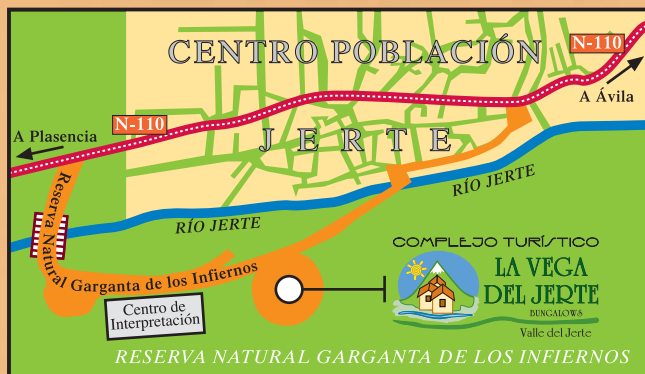 CENTRO POBLACIÓN
N-110
A Ávila
N-110
A Plasencia
JERTE
RÍO JERTE
RÍO JERTE
Reserva Natural Garganta de los Infiernos
Centro de
Interpretación
COMPLEJO TURÍSTICO
LA VEGA
DEL JERTE
BUNGALOWS
Valle del Jerte
RESERVA NATURAL GARGANTA DE LOS INFIERNOS